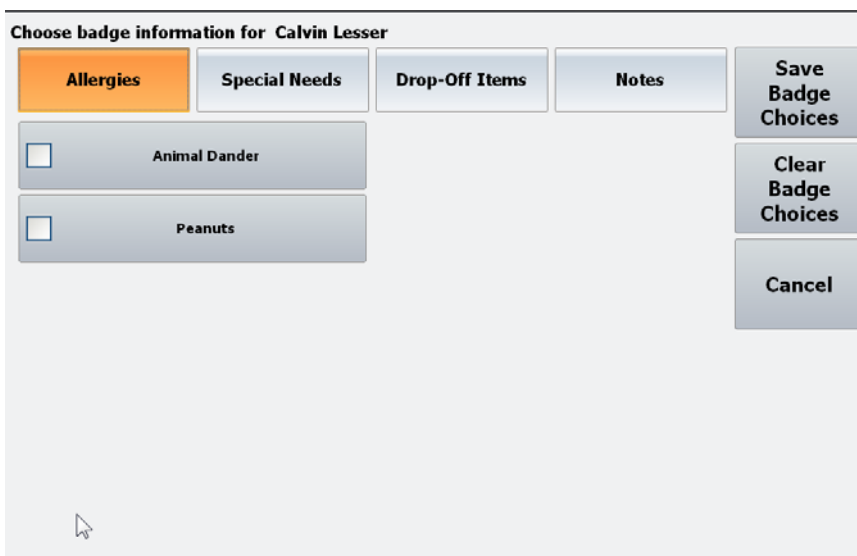 Choose badge information for Calvin Lesser
Allergies
Special Needs
Drop-Off Items
Notes
Save
Badge
Choices
Animal Dander
Clear
Badge
Choices
Peanuts
Cancel